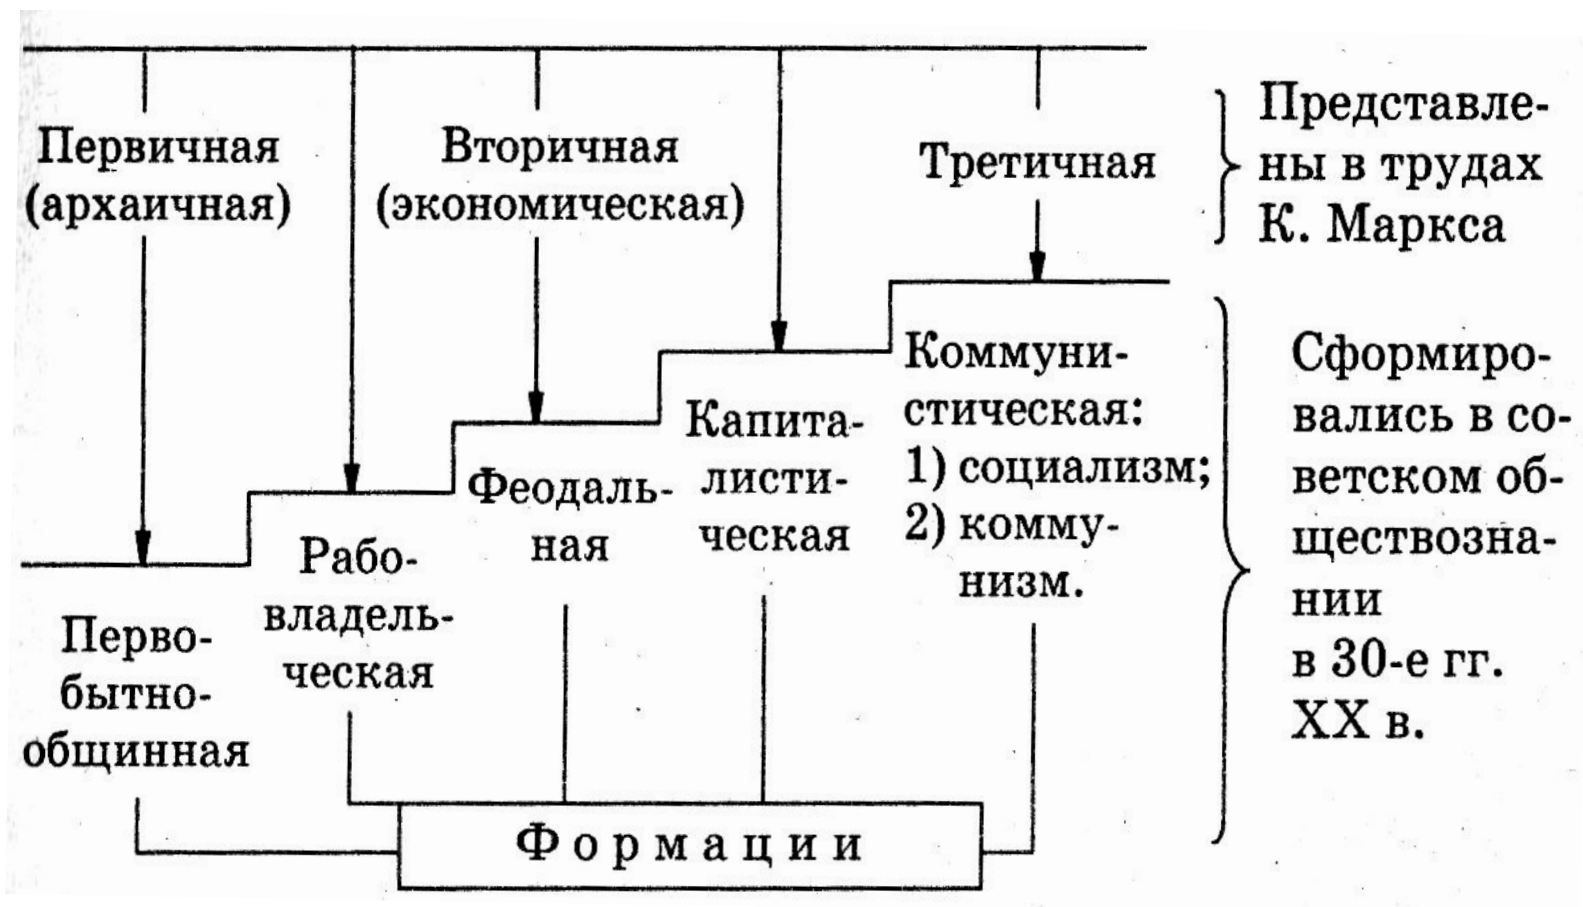 Первичная
(архаичная)
Вторичная
(экономическая)
Третичная
Представле-
ны в трудах
К. Маркса
Перво-
бытно-
общинная
Рабо-
владель-
ческая
Феодаль-
ная
Капита-
листи-
ческая
Коммуни-
стическая:
1) социализм;
2) комму-
низм.
Сформиро-
вались в со-
ветском об-
ществозна-
нии
в 30-е гг.
XX в.
Формации